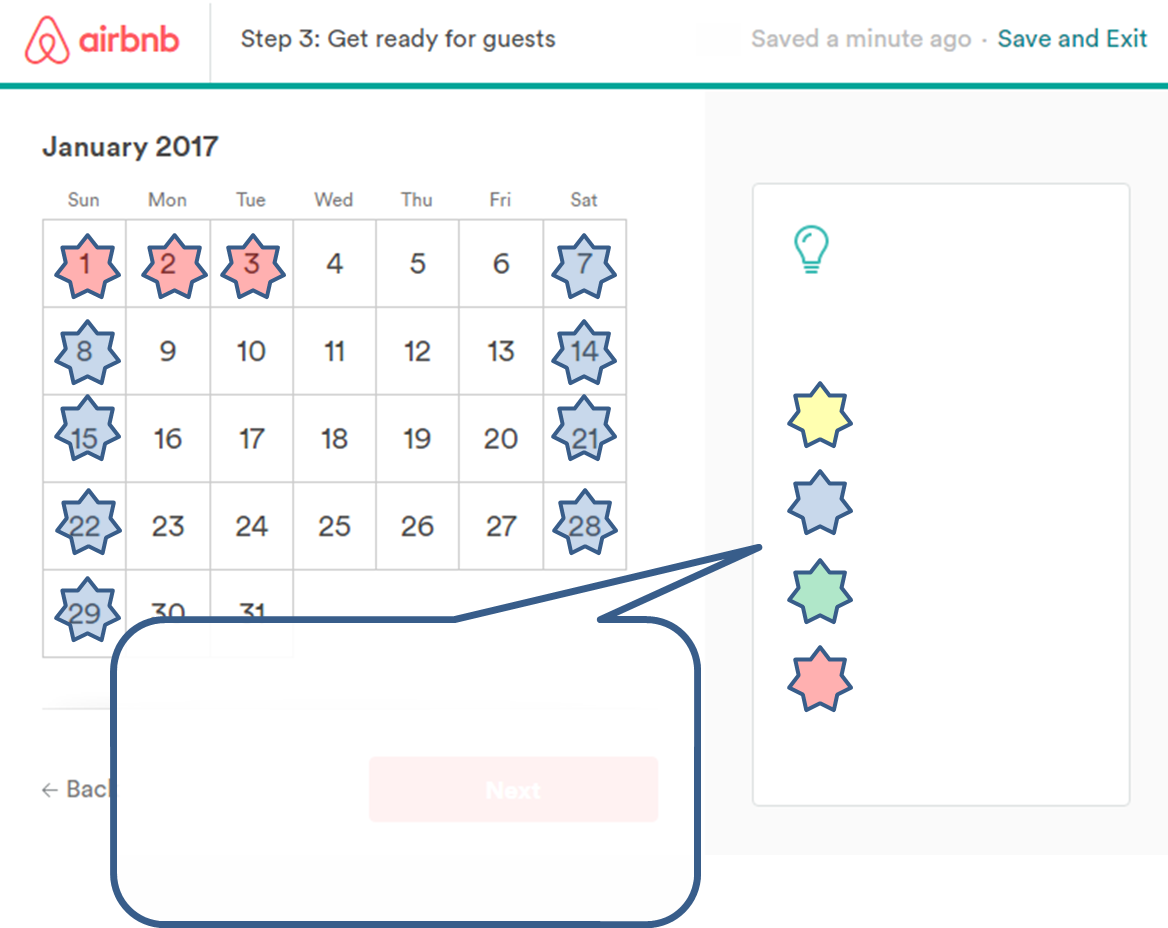 airbnb
Step 3: Get ready for guests
Saved a minute ago · Save and Exit
January 2017
Sun Mon Tue Wed Thu Fri Sat
1 2 3 4 5 6 7
8 9 10 11 12 13 14
15 16 17 18 19 20 21
22 23 24 25 26 27 28
29 30 31
← Back
Next